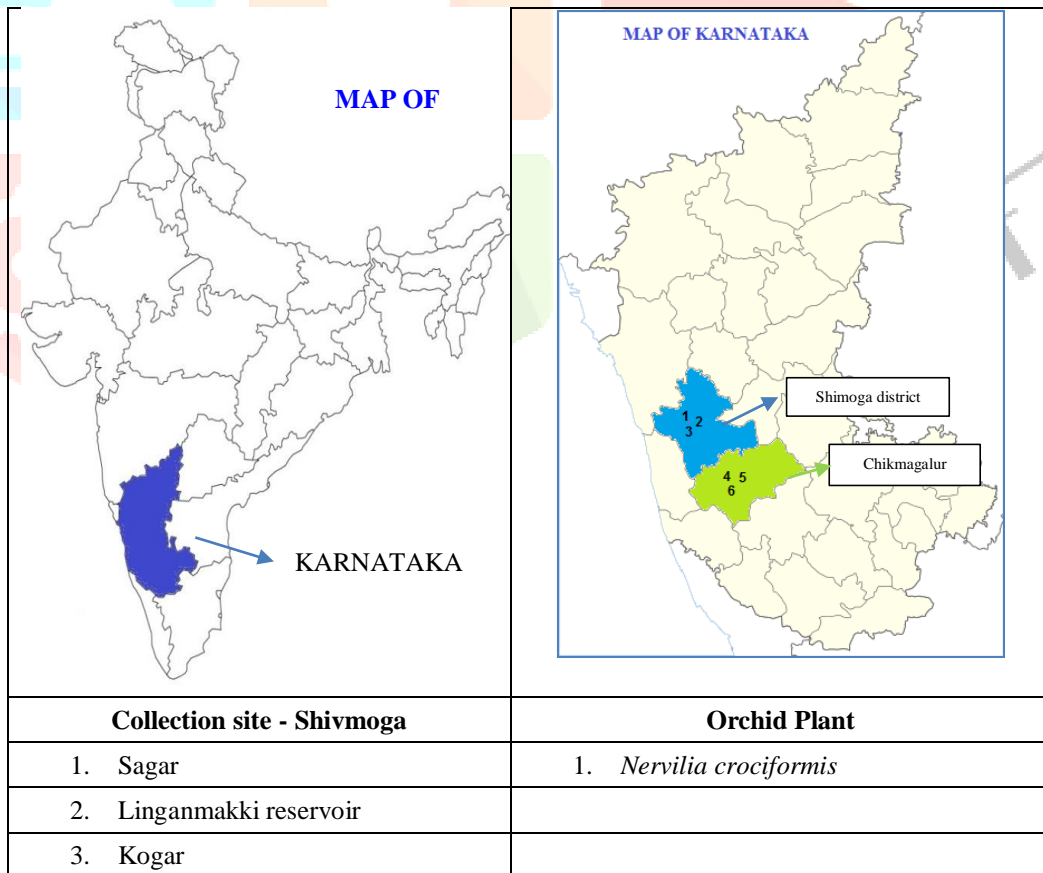 MAP OF
KARNATAKA
MAP OF KARNATAKA
1 2
3
Shimoga district
4 5
6
Chikmagalur
Collection site - Shivmoga
Orchid Plant
1. Sagar
1. Nervilia crociformis
2. Linganmakki reservoir
3. Kogar